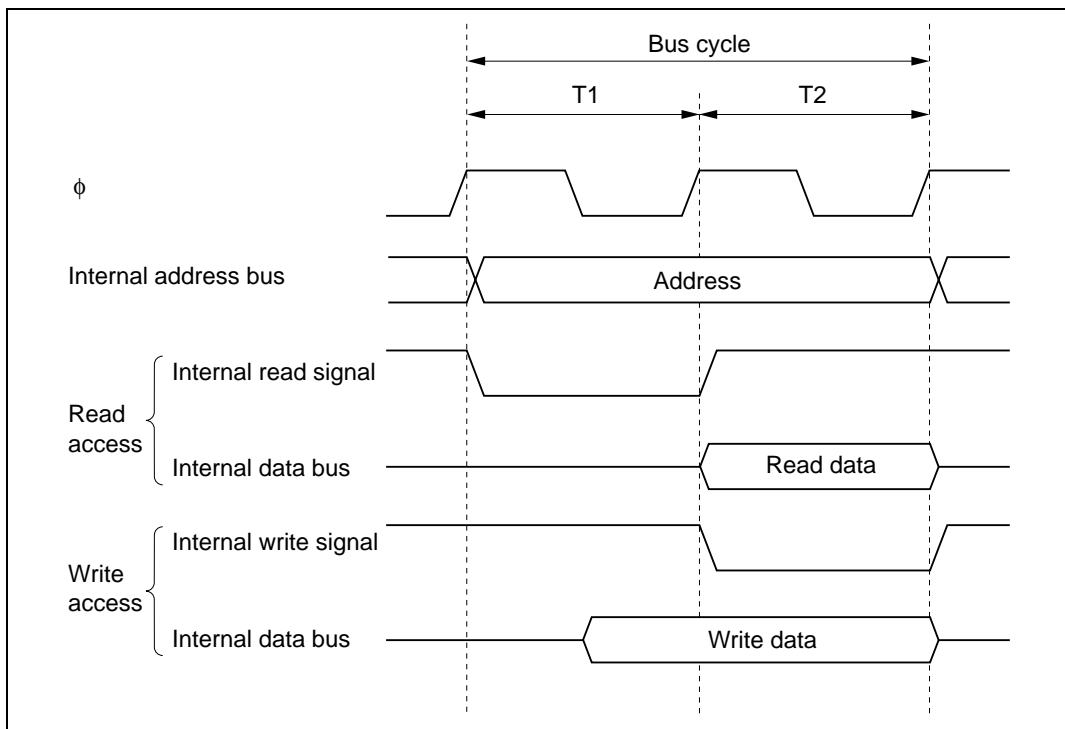 Bus cycle
T1
T2
ϕ
Internal address bus
Address
Read
access
Internal read signal
Internal data bus
Read data
Write
access
Internal write signal
Internal data bus
Write data